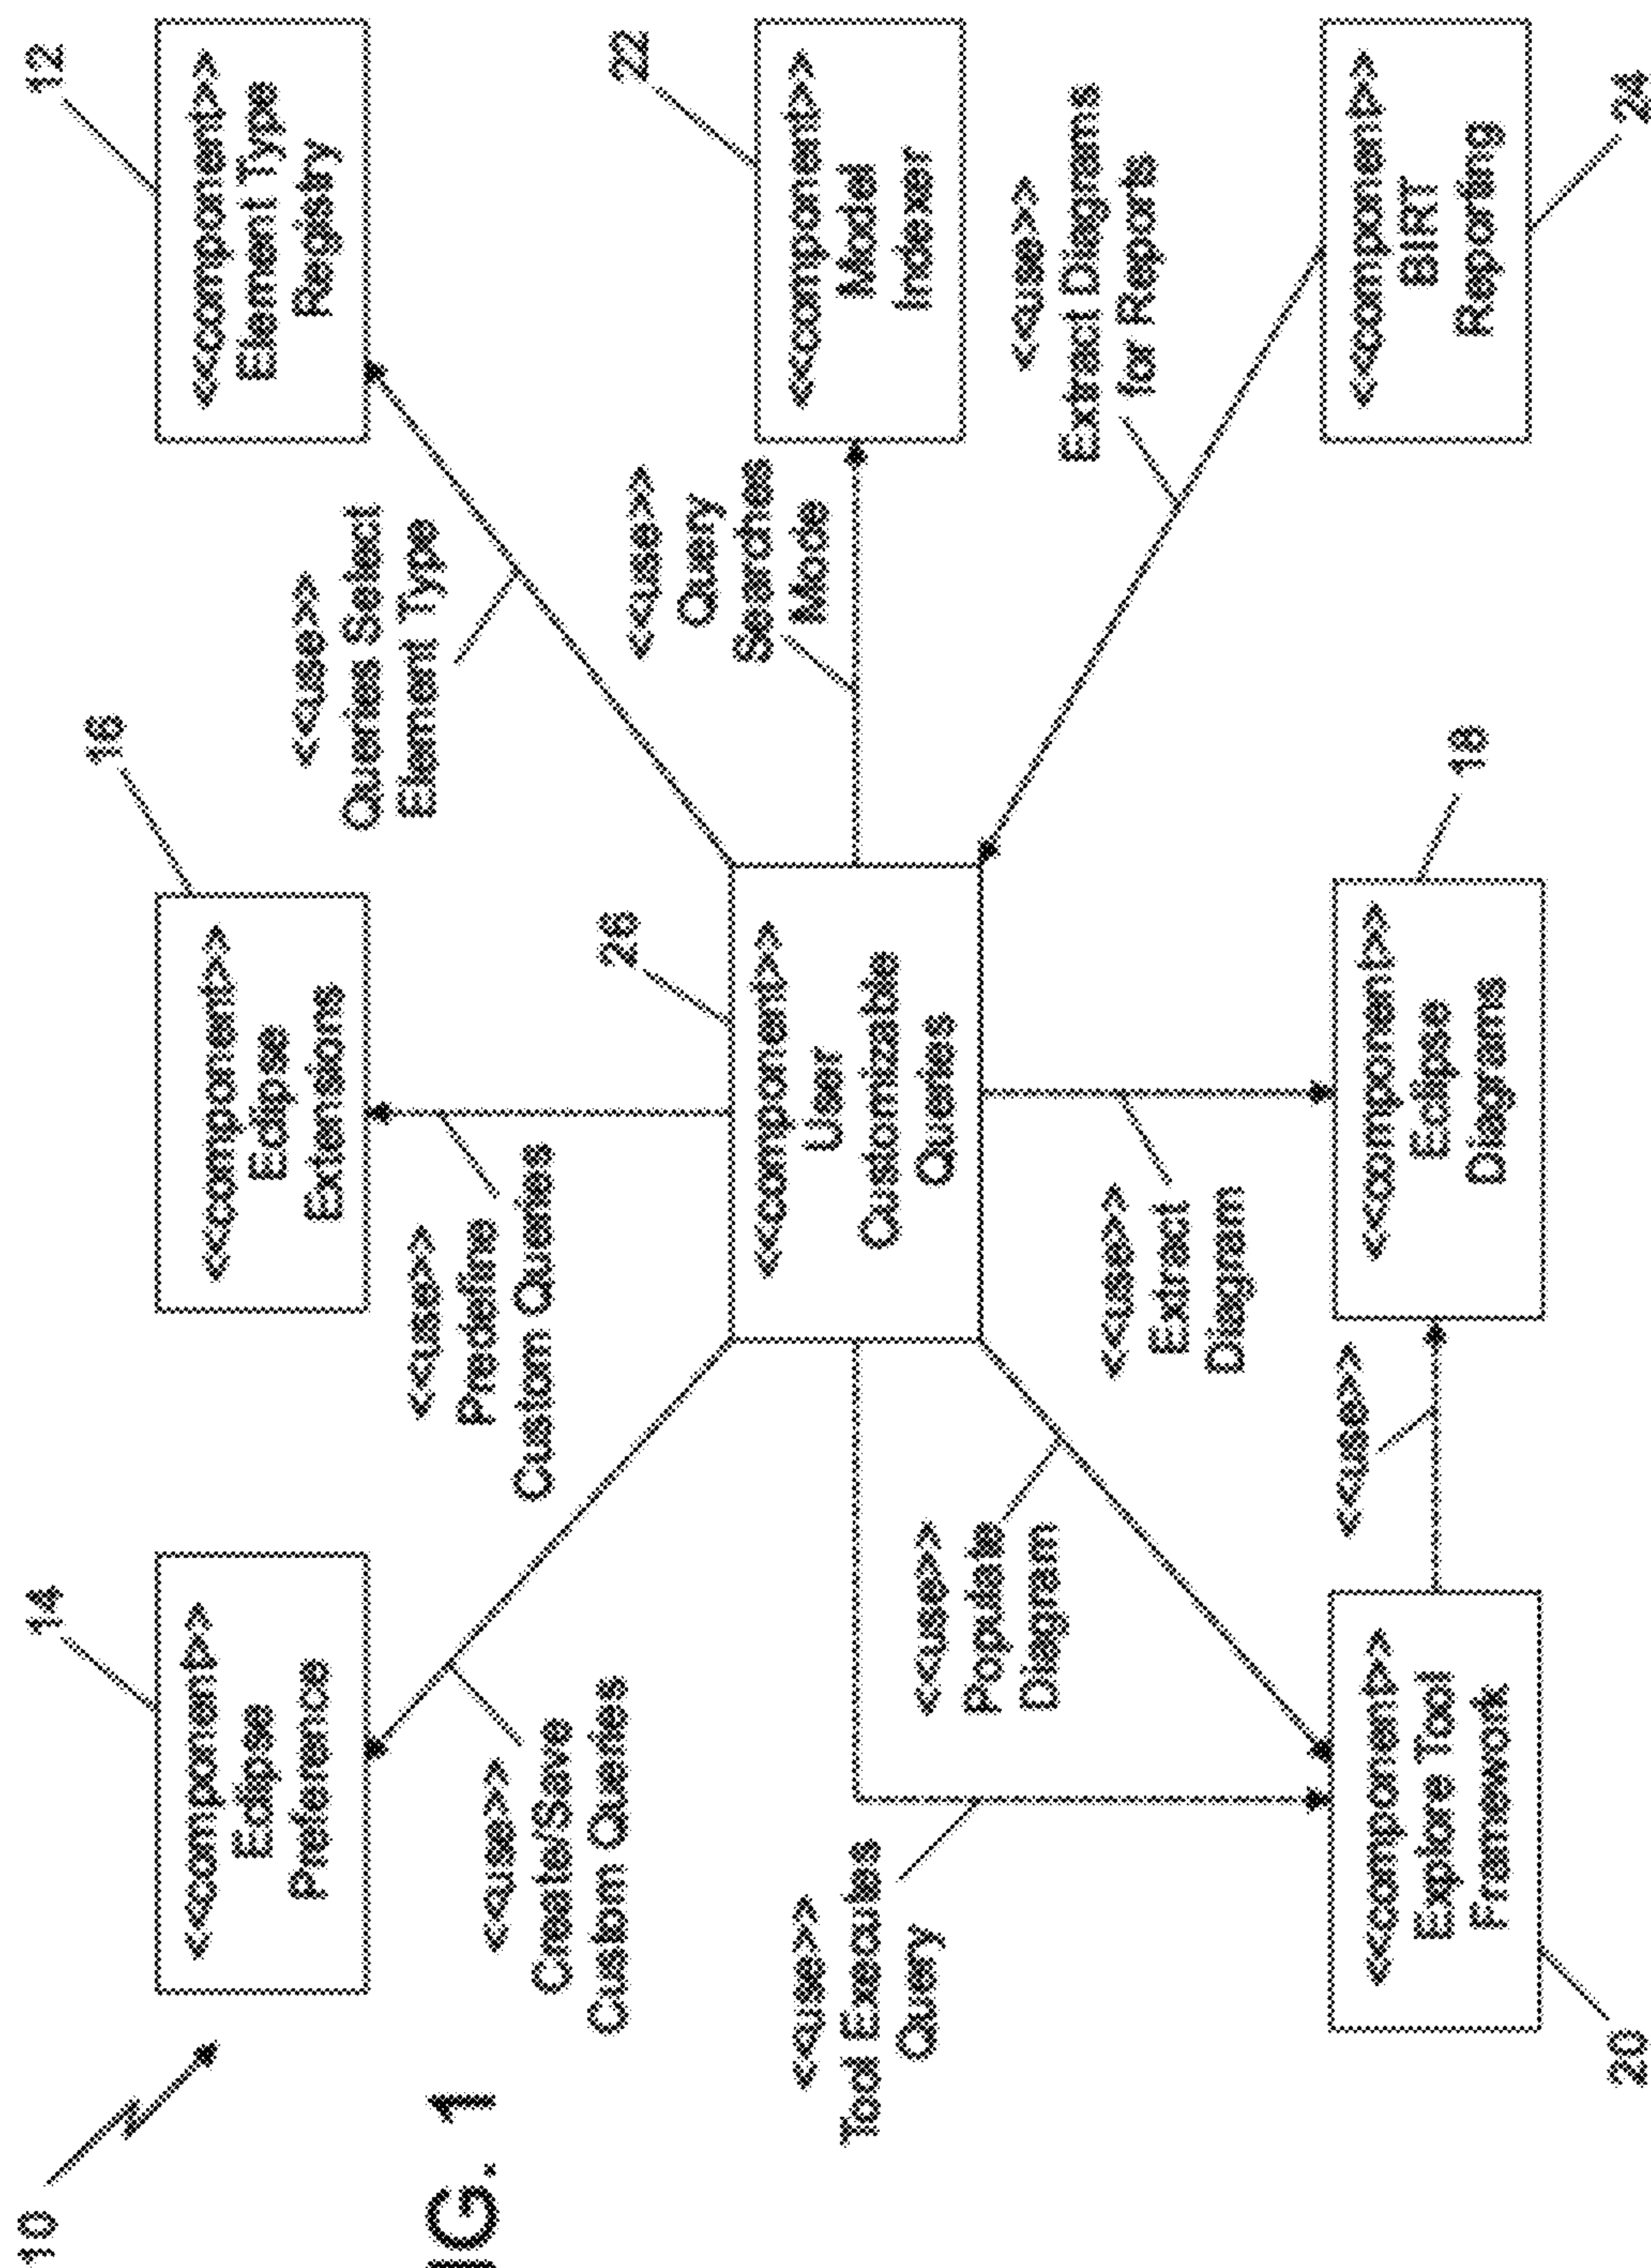 10
14
<<component>>
Eclipse
Preference
16
<<component>>
Eclipse
Extensions
12
<<component>>
Element Type
Registry
<<use>>
Create/Save
Custom Queries
<<use>>
Predefine
Custom Queries
<<use>>
Queries Select
Element Type
IG. 1
26
<<component>>
User
Customizable
Queries
<<use>>
Query
Searches
Mode
22
<<component>>
Model
Indexer
<<use>>
Tool Executes
Query
<<use>>
Populate
Diagram
<<use>>
Extract
Diagram
<<use>>
Extract Diagrams
for Reports
<<use>>
<<component>>
Explore Tool
Framework
20
<<component>>
Eclipse
Diagrams
18
<<component>>
BIRT
Reporting
24